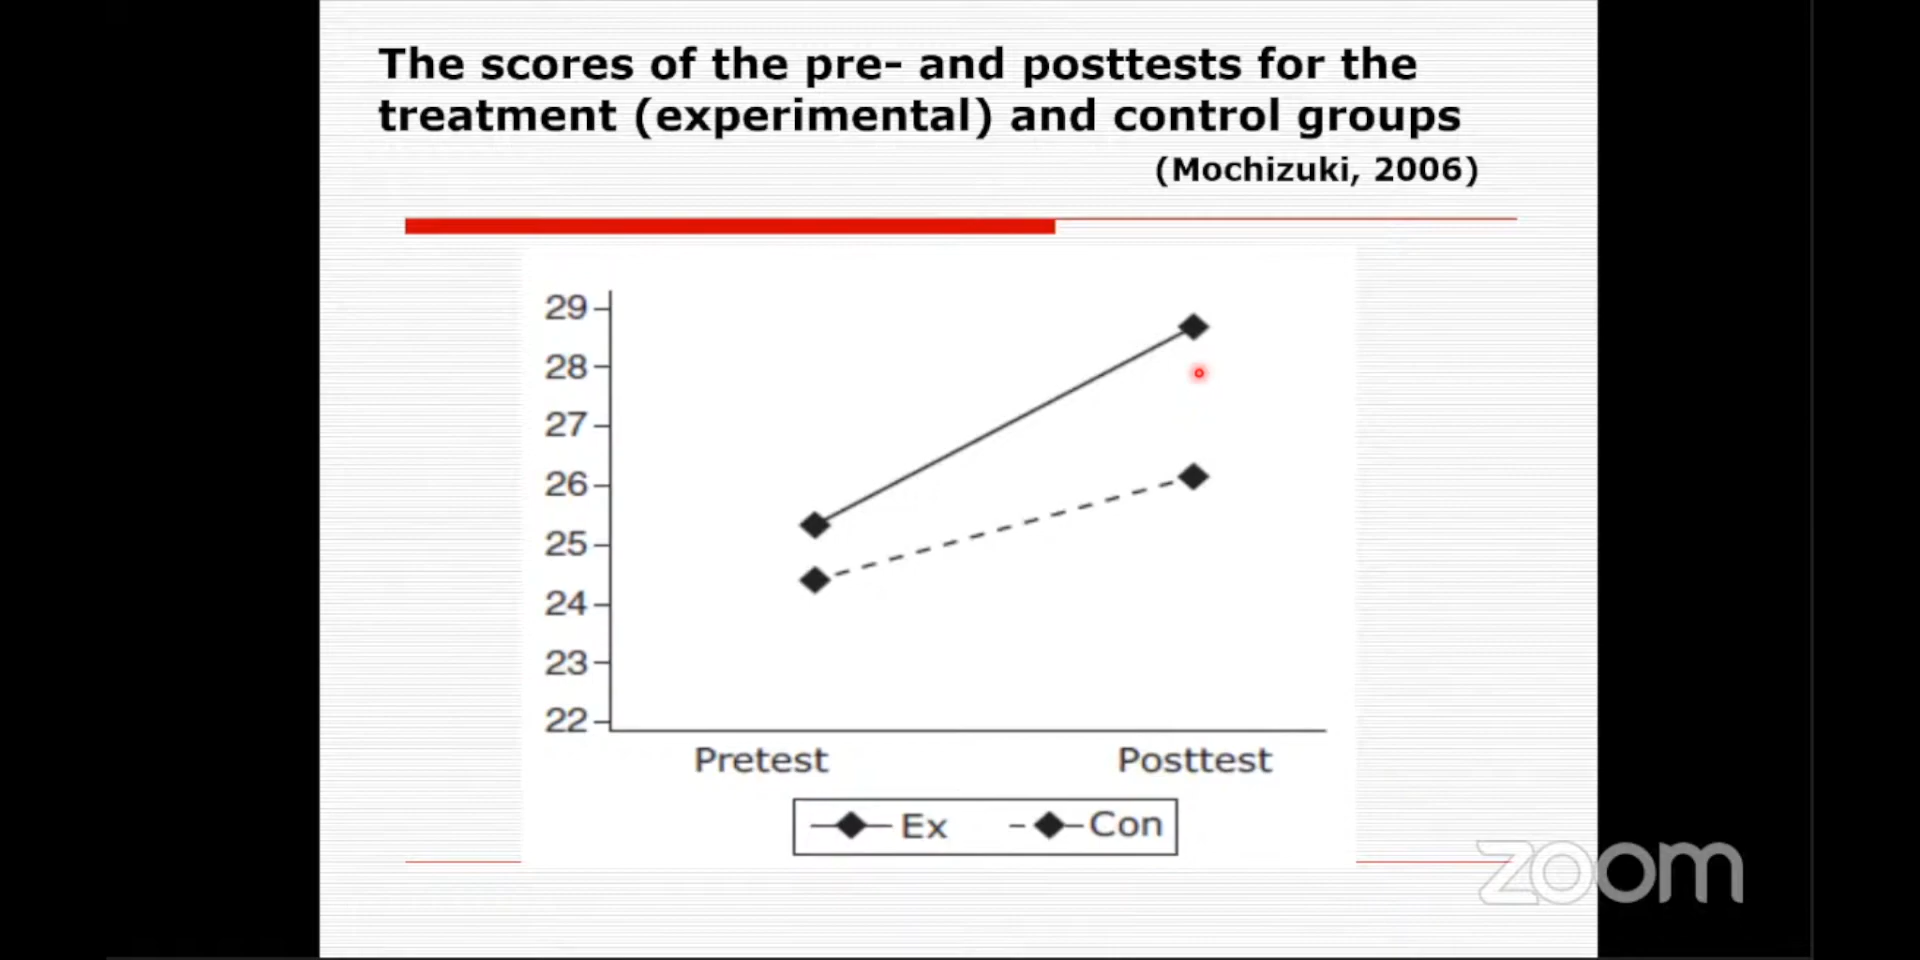 The scores of the pre- and posttests for the
treatment (experimental) and control groups
(Mochizuki, 2006)
29
28
27
26
25
24
23
22
Pretest Posttest
Ex Con
zoom